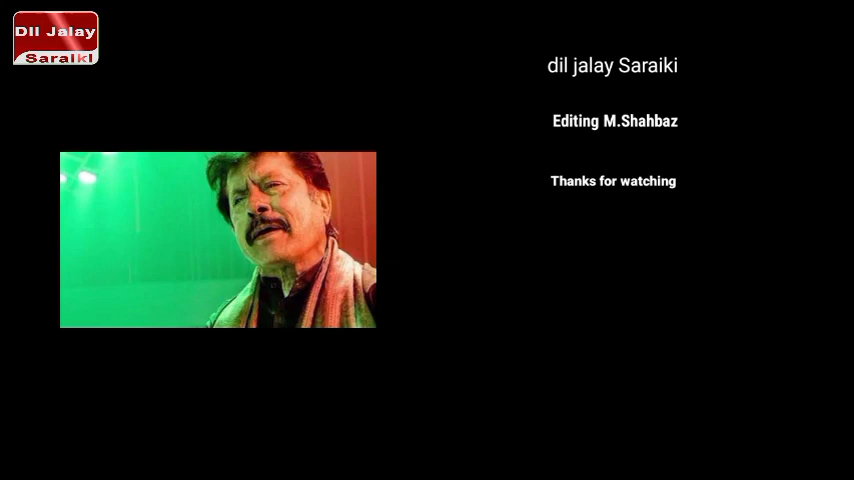 DIl Jalay
SaraikI
dil jalay Saraiki
Editing M.Shahbaz
Thanks for watching